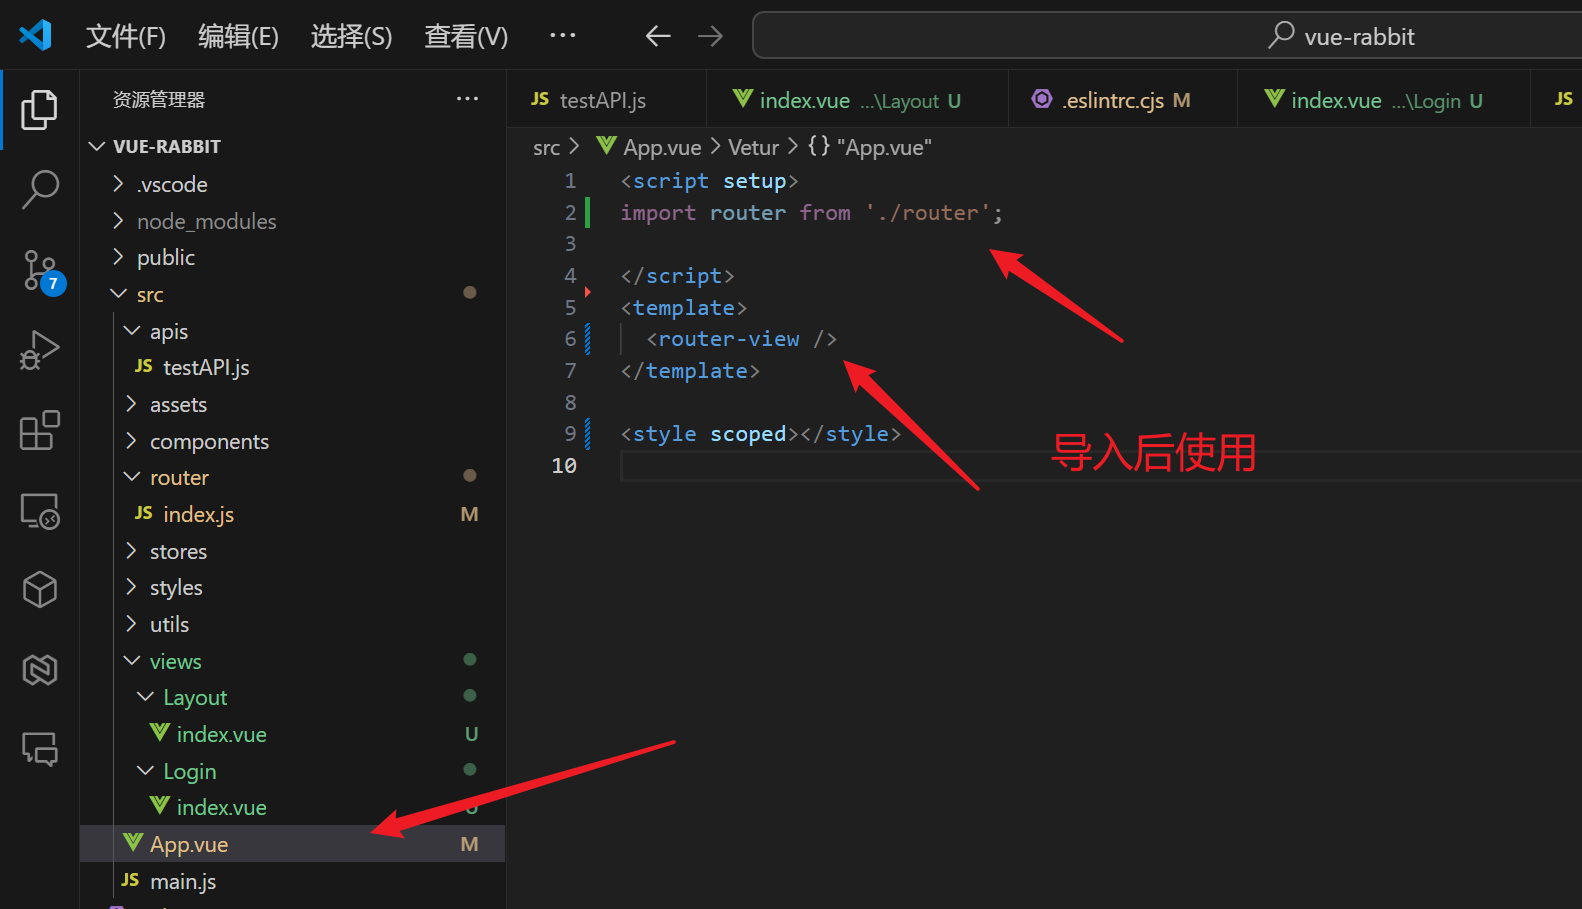 文件(F) 编辑(E) 选择(S) 查看(V) ··· vue-rabbit
资源管理器 ···
VUE-RABBIT
.vscode
node_modules
public
src
apis
JS testAPI.js
assets
components
router
JS index.js M
stores
styles
utils
views
Layout
index.vue U
Login
index.vue U
App.vue M
JS main.js
7
JS testAPI.js index.vue ...\Layout U .eslintrc.cjs M index.vue ...\Login U JS
src > App.vue > Vetur > {} "App.vue"
1 <script setup>
2 import router from './router';
3
4 </script>
5 <template>
6 <router-view />
7 </template>
8
9 <style scoped></style>
10
导入后使用